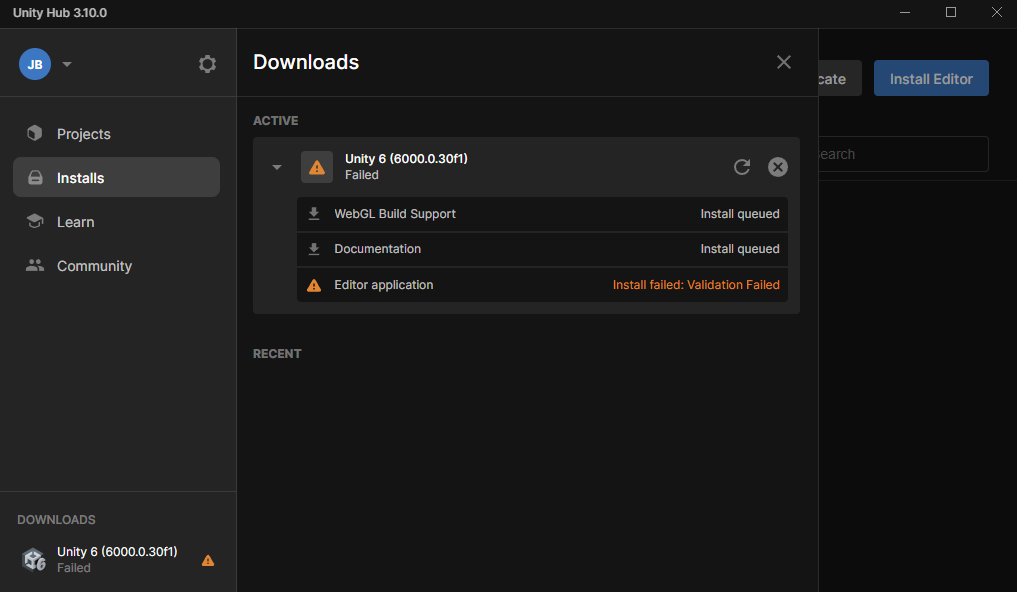 Unity Hub 3.10.0
JB
Projects
Installs
Learn
Community
DOWNLOADS
Unity 6 (6000.0.30f1)
Failed
Downloads
ACTIVE
Unity 6 (6000.0.30f1)
Failed
WebGL Build Support Install queued
Documentation Install queued
Editor application Install failed: Validation Failed
RECENT
cate Install Editor
earch